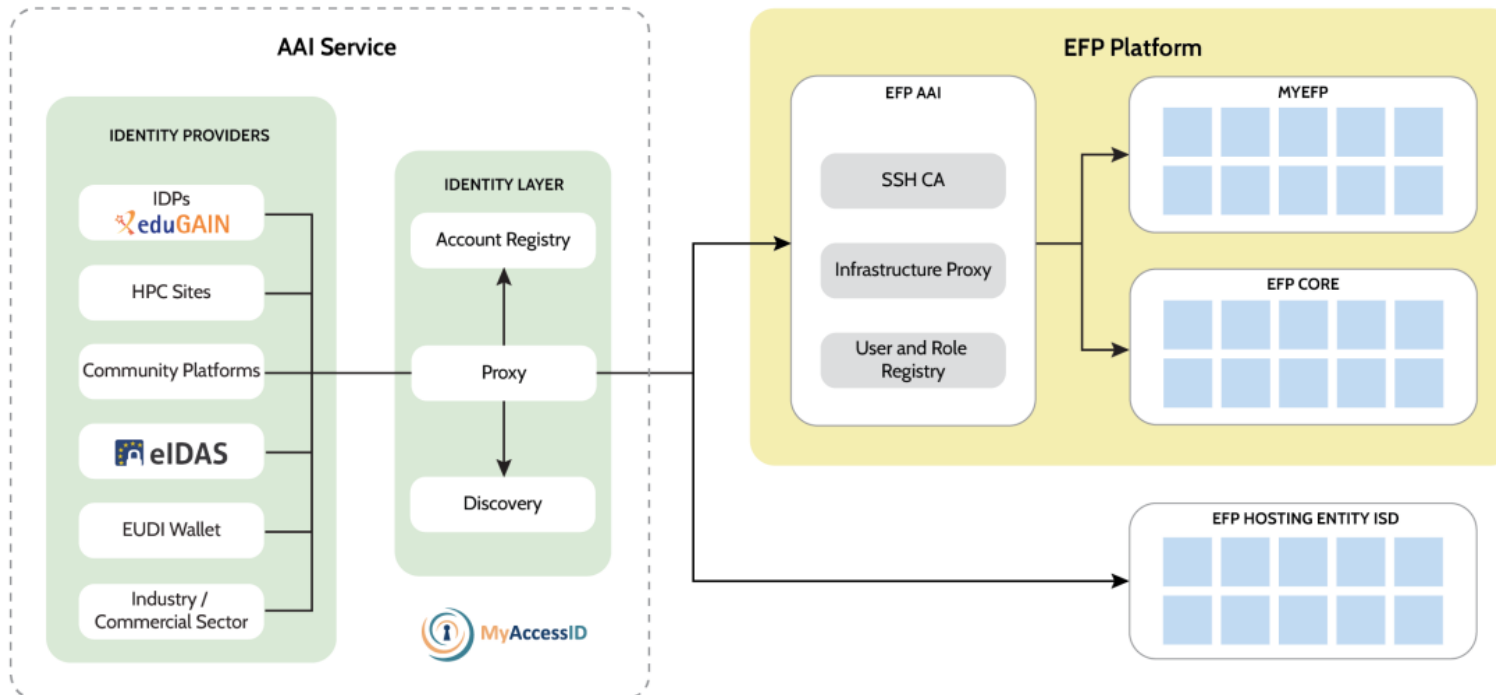 AAI Service
IDENTITY PROVIDERS
IDPs
eduGAIN
HPC Sites
Community Platforms
eIDAS
EUDI Wallet
Industry /
Commercial Sector
IDENTITY LAYER
Account Registry
Proxy
Discovery
MyAccessID
EFP Platform
EFP AAI
SSH CA
Infrastructure Proxy
User and Role
Registry
MYEFP
EFP CORE
EFP HOSTING ENTITY ISD